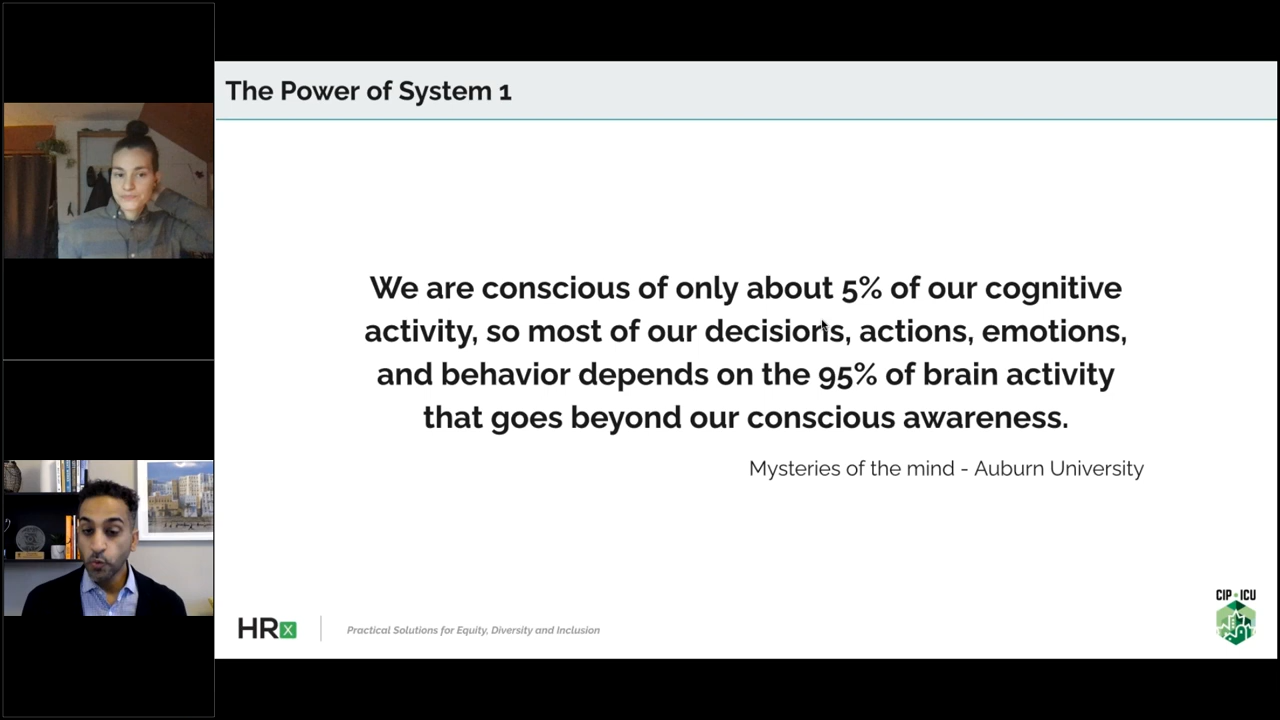 The Power of System 1
We are conscious of only about 5% of our cognitive
activity, so most of our decisions, actions, emotions,
and behavior depends on the 95% of brain activity
that goes beyond our conscious awareness.
Mysteries of the mind - Auburn University
HRx
Practical Solutions for Equity, Diversity and Inclusion
CIP ICU